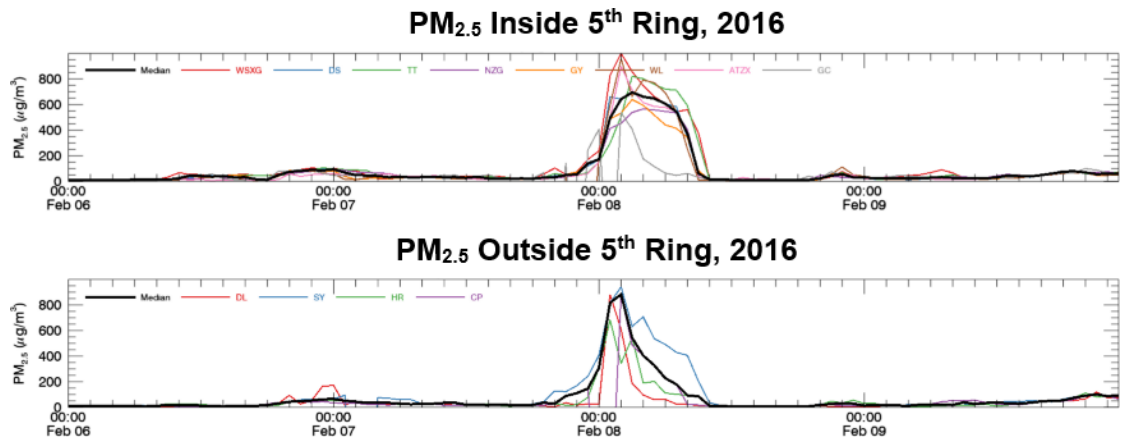 PM2.5 Inside 5th Ring, 2016
Median WSXG DS TT NZG GY WL ATZX GC
PM2.5 (μg/m3)
800
600
400
200
0
00:00 00:00 00:00 00:00
Feb 06 Feb 07 Feb 08 Feb 09
PM2.5 Outside 5th Ring, 2016
Median DL SY HR CP
PM2.5 (μg/m3)
800
600
400
200
0
00:00 00:00 00:00 00:00
Feb 06 Feb 07 Feb 08 Feb 09